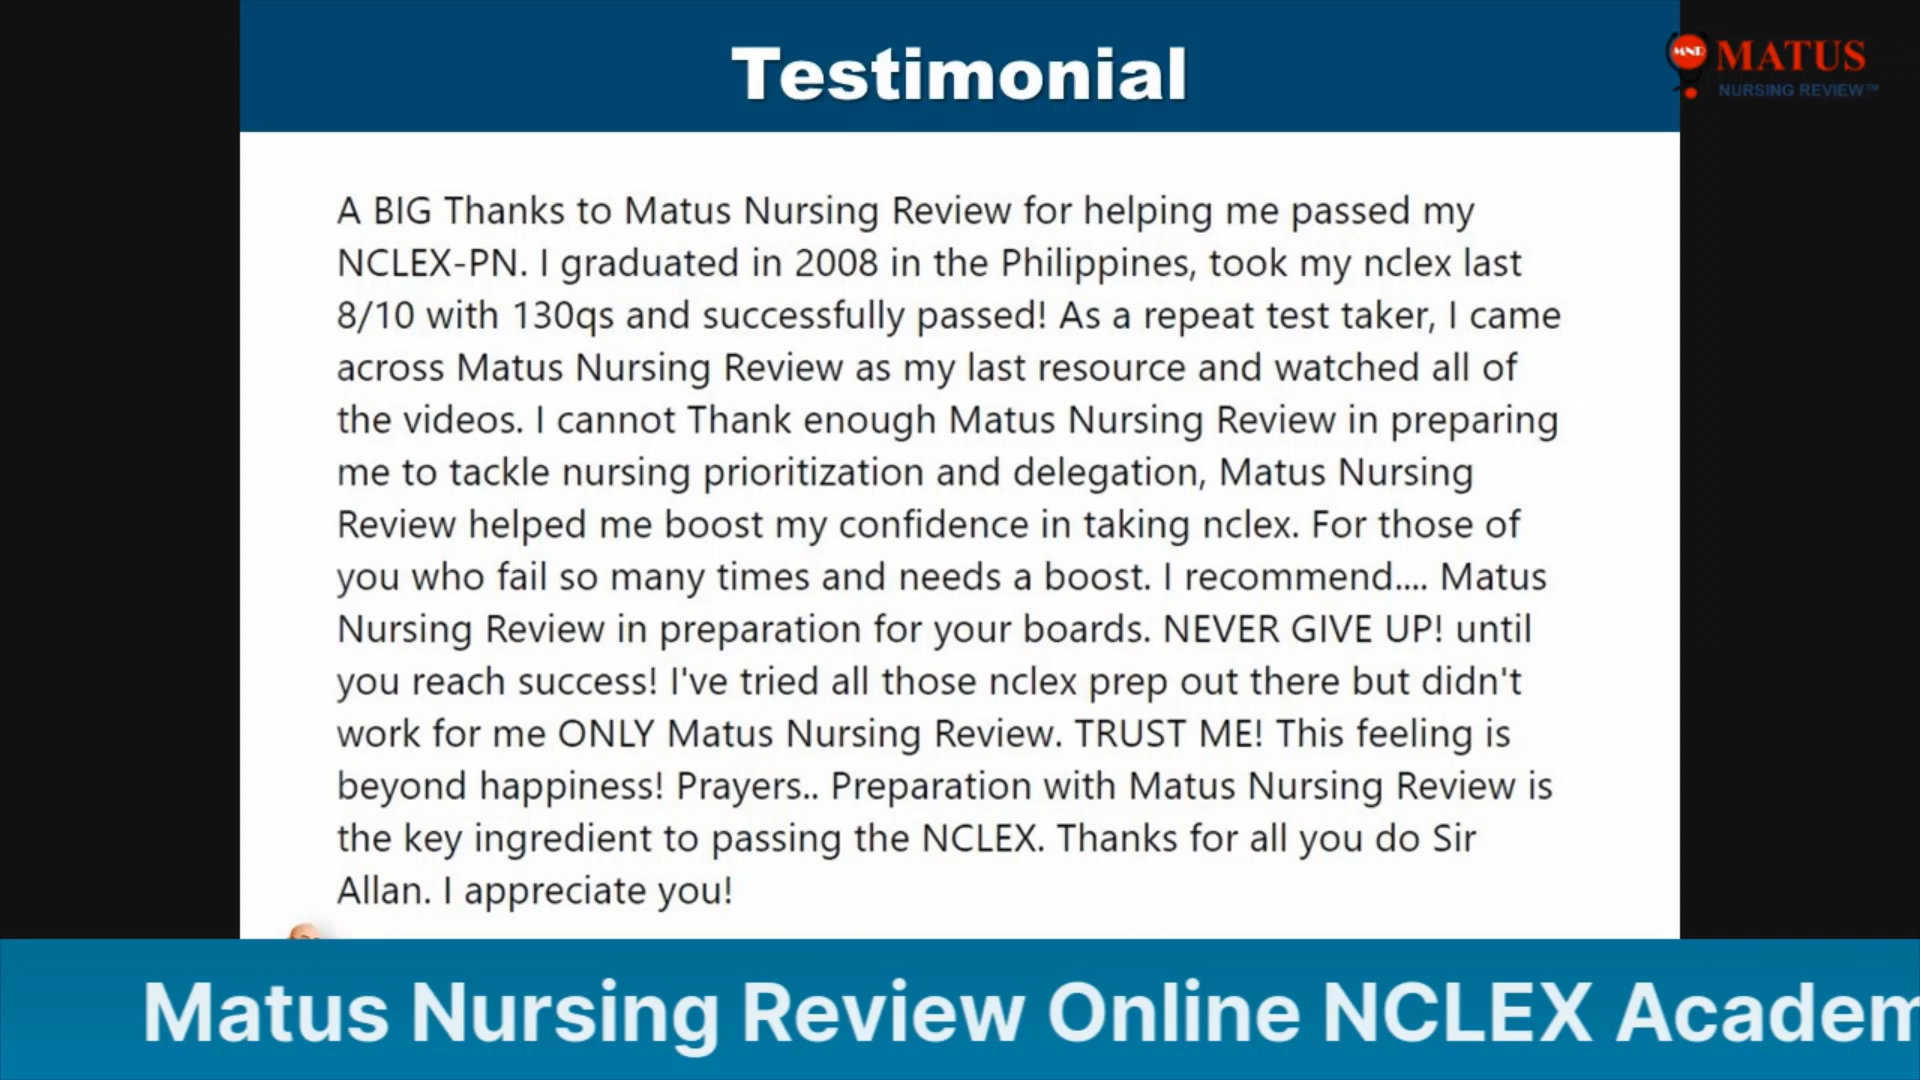 Testimonial
MNR
MATUS
NURSING REVIEW™
A BIG Thanks to Matus Nursing Review for helping me passed my
NCLEX-PN. I graduated in 2008 in the Philippines, took my nclex last
8/10 with 130qs and successfully passed! As a repeat test taker, I came
across Matus Nursing Review as my last resource and watched all of
the videos. I cannot Thank enough Matus Nursing Review in preparing
me to tackle nursing prioritization and delegation, Matus Nursing
Review helped me boost my confidence in taking nclex. For those of
you who fail so many times and needs a boost. I recommend.... Matus
Nursing Review in preparation for your boards. NEVER GIVE UP! until
you reach success! I've tried all those nclex prep out there but didn't
work for me ONLY Matus Nursing Review. TRUST ME! This feeling is
beyond happiness! Prayers.. Preparation with Matus Nursing Review is
the key ingredient to passing the NCLEX. Thanks for all you do Sir
Allan. I appreciate you!
Matus Nursing Review Online NCLEX Academ